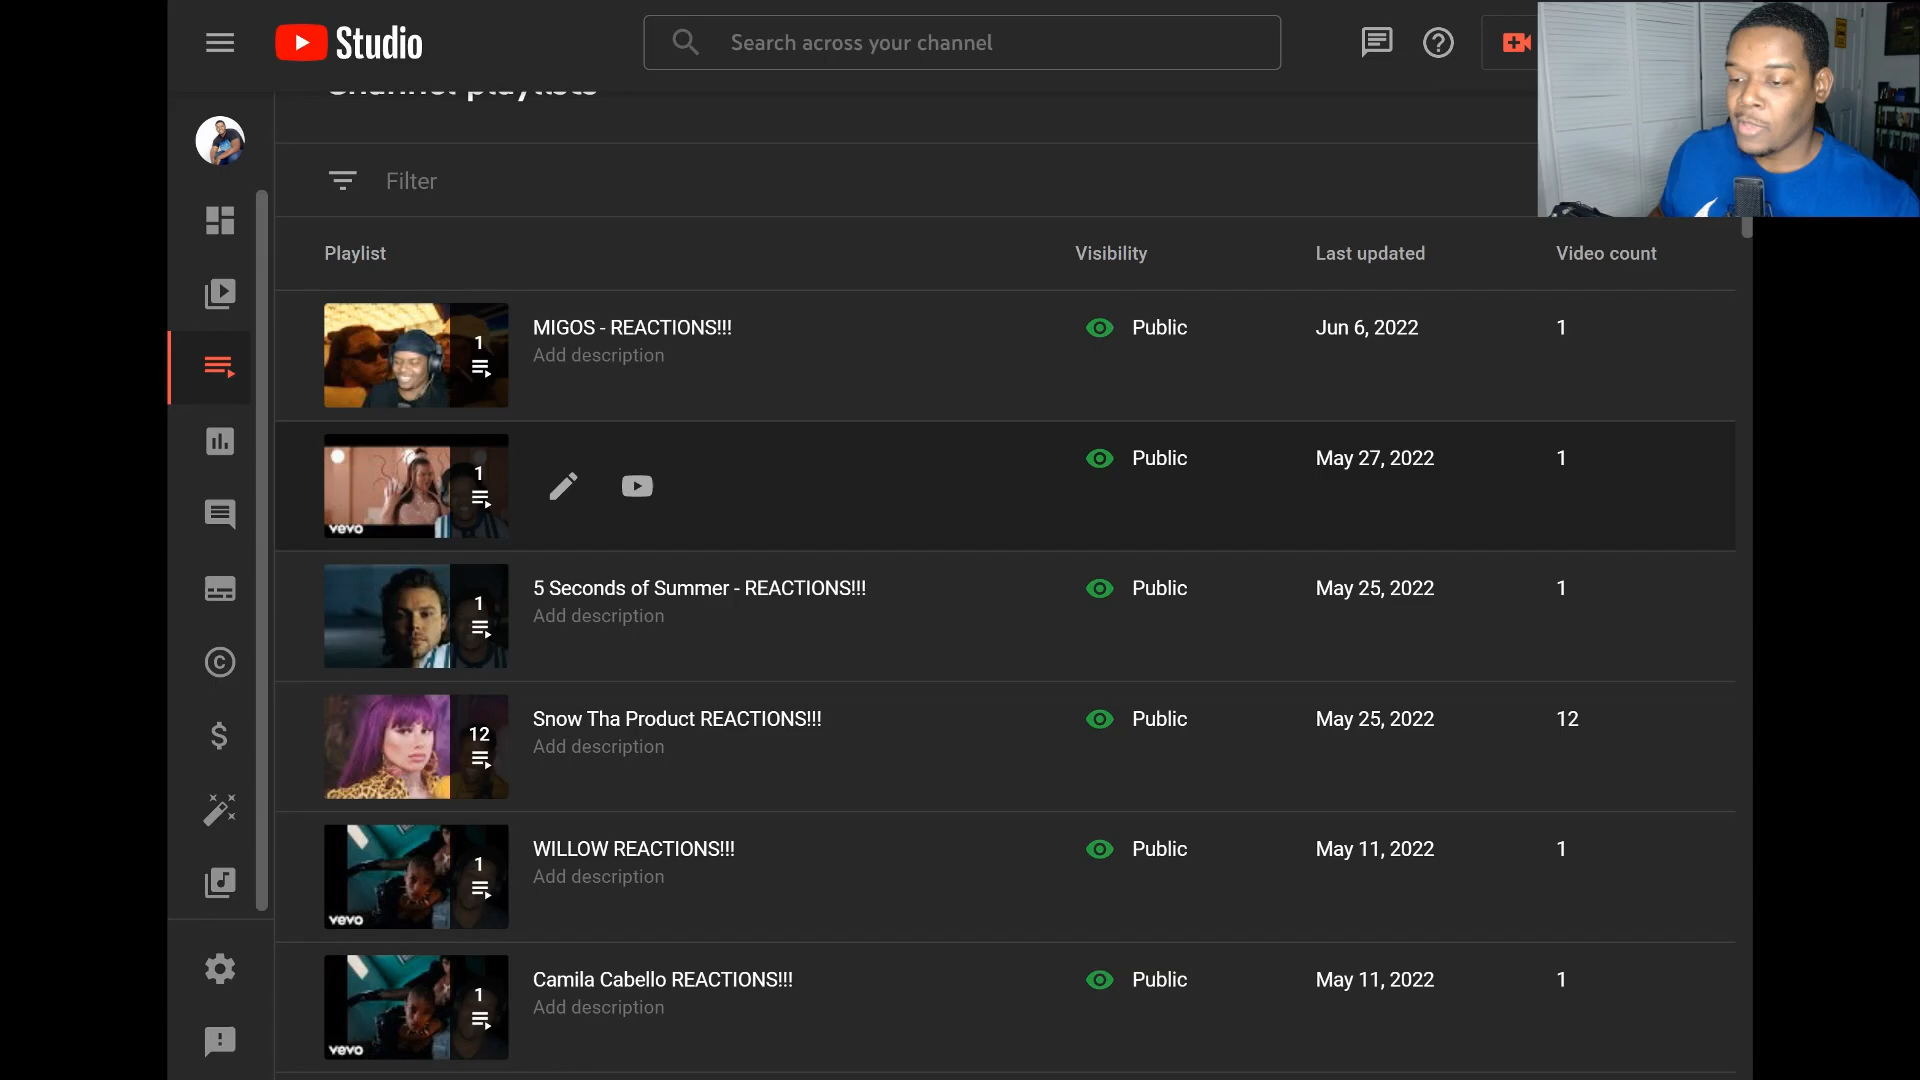 Studio
Search across your channel
Channel playlists
Filter
Playlist
Visibility
Last updated
Video count
1
MIGOS - REACTIONS!!!
Add description
Public
Jun 6, 2022
1
1
vevo
Public
May 27, 2022
1
1
5 Seconds of Summer - REACTIONS!!!
Add description
Public
May 25, 2022
1
12
Snow Tha Product REACTIONS!!!
Add description
Public
May 25, 2022
12
1
vevo
WILLOW REACTIONS!!!
Add description
Public
May 11, 2022
1
1
vevo
Camila Cabello REACTIONS!!!
Add description
Public
May 11, 2022
1